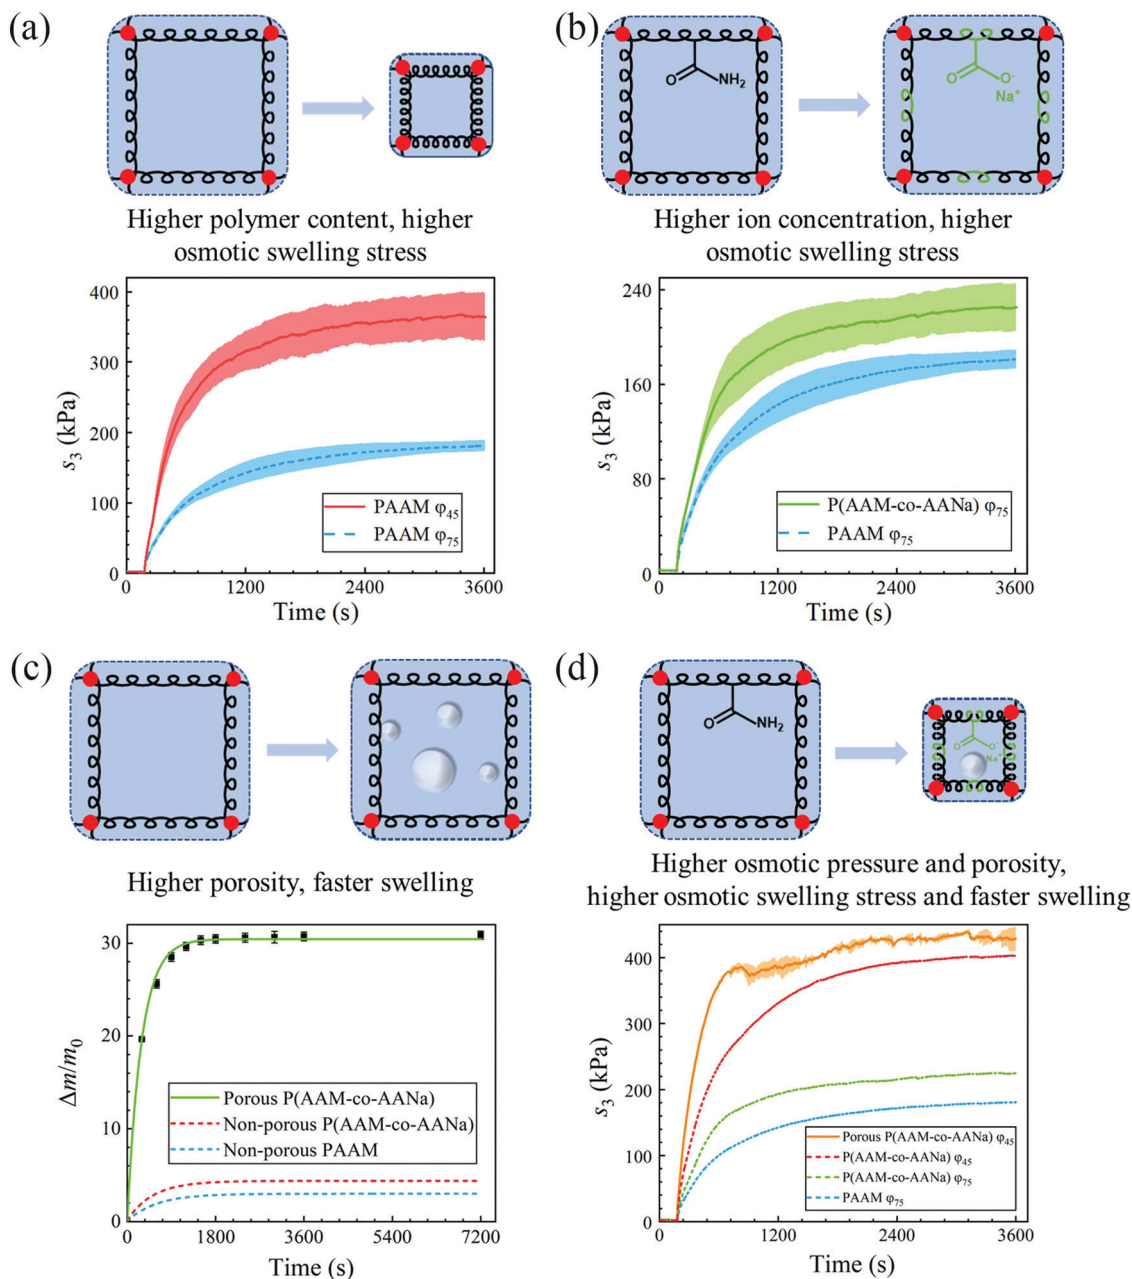 (a)
Higher polymer content, higher
osmotic swelling stress
400
300
200
100
0
s₃ (kPa)
PAAM φ₄₅
PAAM φ₇₅
0 1200 2400 3600
Time (s)
(b)
O
NH₂
O
O⁻
Na⁺
Higher ion concentration, higher
osmotic swelling stress
240
160
80
0
s₃ (kPa)
P(AAM-co-AANa) φ₇₅
PAAM φ₇₅
0 1200 2400 3600
Time (s)
(c)
Higher porosity, faster swelling
30
20
10
0
Δm/m₀
Porous P(AAM-co-AANa)
Non-porous P(AAM-co-AANa)
Non-porous PAAM
0 1800 3600 5400 7200
Time (s)
(d)
O
NH₂
O
O
Na⁺
Higher osmotic pressure and porosity,
higher osmotic swelling stress and faster swelling
400
300
200
100
0
s₃ (kPa)
Porous P(AAM-co-AANa) φ₄₅
P(AAM-co-AANa) φ₄₅
P(AAM-co-AANa) φ₇₅
PAAM φ₇₅
0 1200 2400 3600
Time (s)